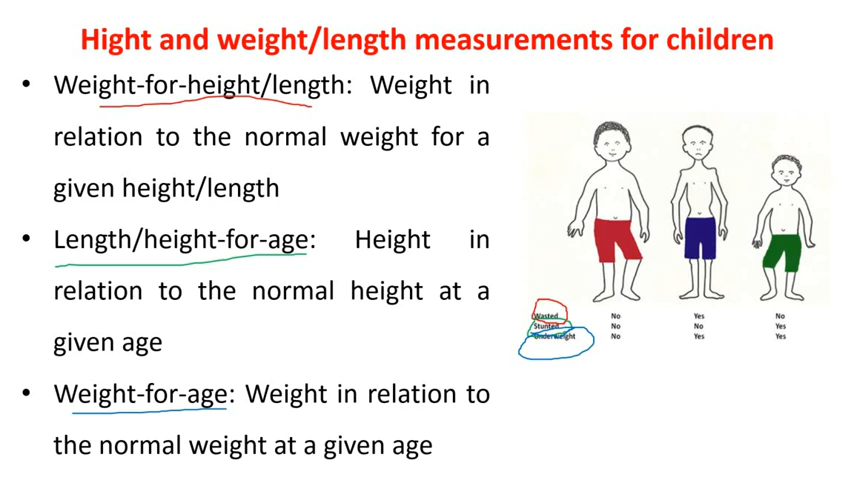 Hight and weight/length measurements for children
• Weight-for-height/length: Weight in
relation to the normal weight for a
given height/length
• Length/height-for-age: Height in
relation to the normal height at a
given age
• Weight-for-age: Weight in relation to
the normal weight at a given age
Wasted No Yes No
Stunted No No Yes
Underweight No Yes Yes